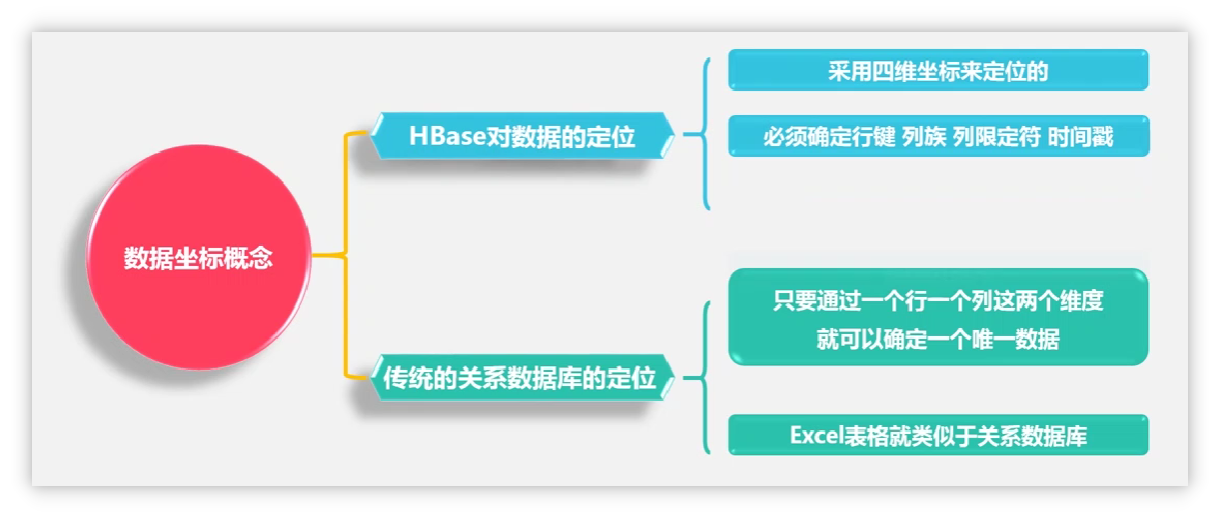 数据坐标概念
HBase对数据的定位
采用四维坐标来定位的
必须确定行键 列族 列限定符 时间戳
传统的关系数据库的定位
只要通过一个行一个列这两个维度
就可以确定一个唯一数据
Excel表格就类似于关系数据库